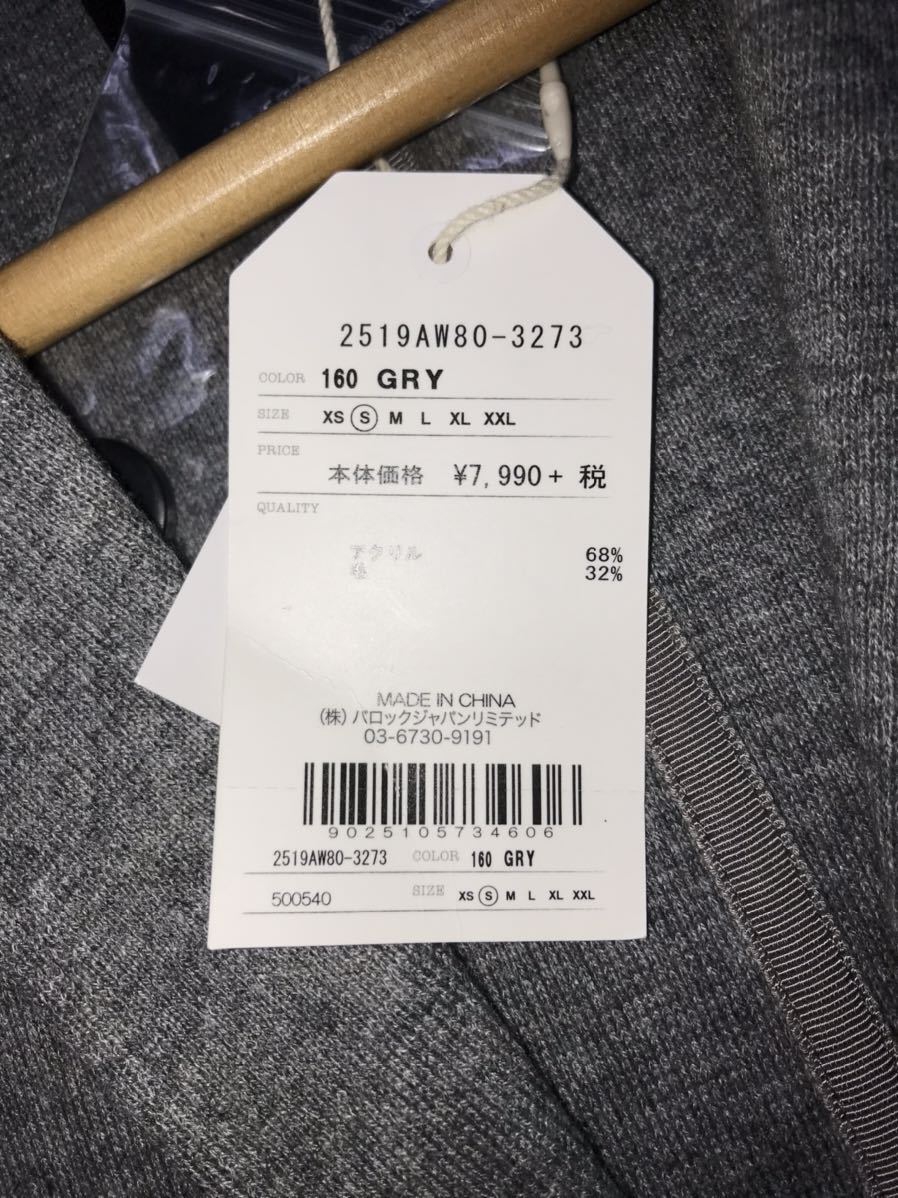 2519AW80-3273
COLOR 160 GRY
SIZE XS S M L XL XXL
PRICE
本体価格 ¥7,990+ 税
QUALITY
アクリル 68%
毛 32%
MADE IN CHINA
(株)バロックジャパンリミテッド
03-6730-9191
9025105734606
2519AW80-3273 COLOR 160 GRY
500540 SIZE XS S M L XL XXL